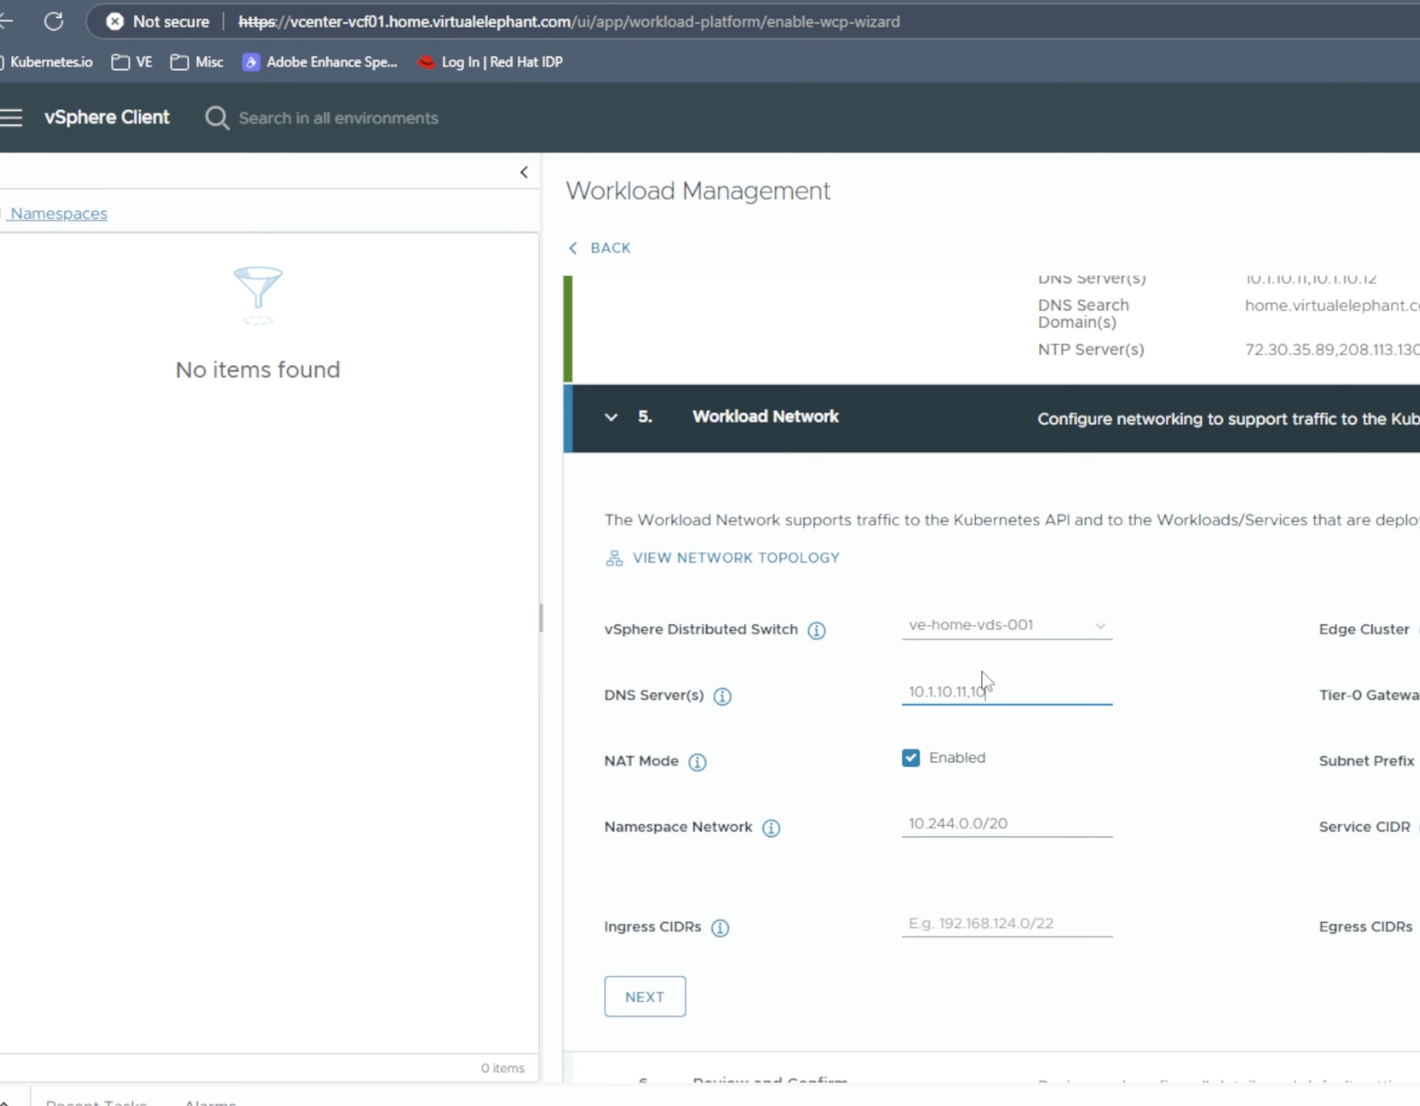 Not secure https://vcenter-vcf01.home.virtualelephant.com/ui/app/workload-platform/enable-wcp-wizard
Kubernetes.io VE Misc Adobe Enhance Spe... Log In | Red Hat IDP
vSphere Client Search in all environments
Namespaces
No items found
0 items
Workload Management
BACK
DNS Server(s) 10.1.10.11,10.1.10.12
DNS Search Domain(s) home.virtualelephant.c
NTP Server(s) 72.30.35.89,208.113.130
5. Workload Network Configure networking to support traffic to the Kub
The Workload Network supports traffic to the Kubernetes API and to the Workloads/Services that are deplo
VIEW NETWORK TOPOLOGY
vSphere Distributed Switch ve-home-vds-001 Edge Cluster
DNS Server(s) 10.1.10.11,10 Tier-0 Gatewa
NAT Mode Enabled Subnet Prefix
Namespace Network 10.244.0.0/20 Service CIDR
Ingress CIDRs E.g. 192.168.124.0/22 Egress CIDRs
NEXT
Review and Confirm
Recent Tasks Alarms